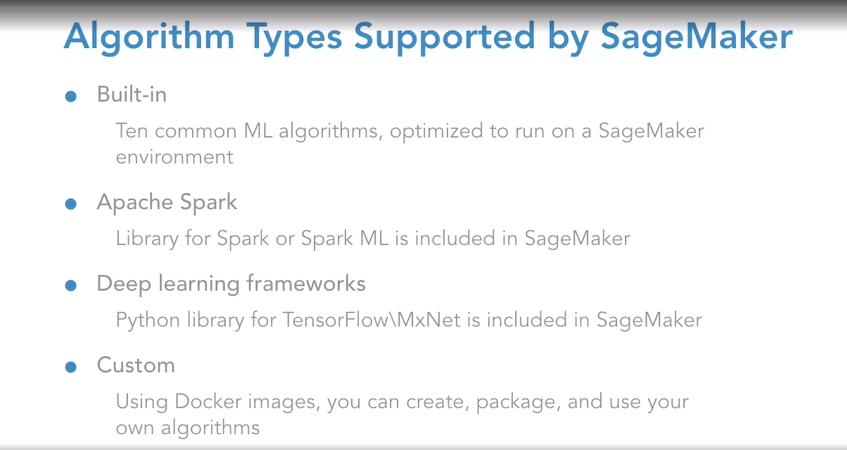 Algorithm Types Supported by SageMaker
● Built-in
Ten common ML algorithms, optimized to run on a SageMaker
environment
● Apache Spark
Library for Spark or Spark ML is included in SageMaker
● Deep learning frameworks
Python library for TensorFlow\MxNet is included in SageMaker
● Custom
Using Docker images, you can create, package, and use your
own algorithms